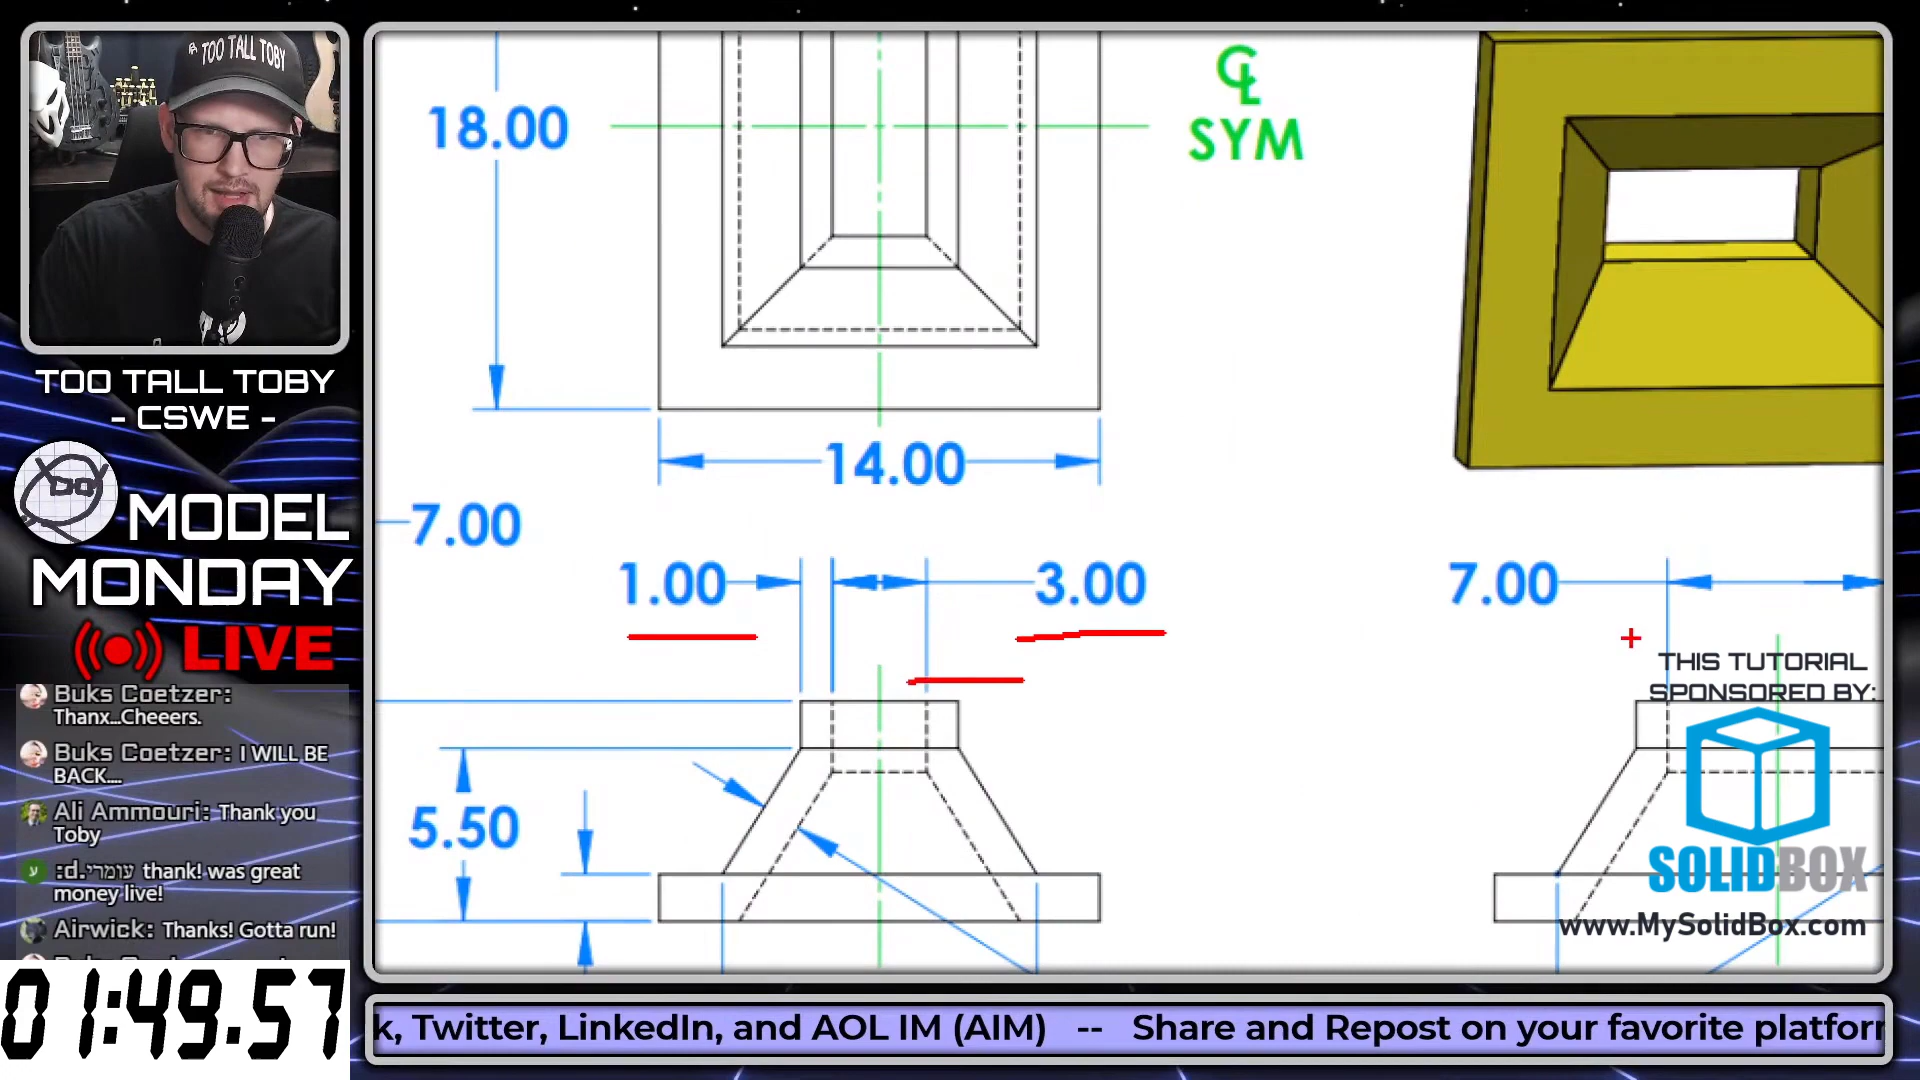 TOO TALL TOBY
18.00
CL
SYM
14.00
TOO TALL TOBY
- CSWE -
MODEL
MONDAY
LIVE
7.00
1.00
3.00
7.00
THIS TUTORIAL
SPONSORED BY:
Buks Coetzer:
Thanx...Cheeers.
Buks Coetzer: I WILL BE
BACK....
Ali Ammouri: Thank you
Toby
ע
:d.עומרי thank! was great
money live!
Airwick: Thanks! Gotta run!
5.50
SOLIDBOX
www.MySolidBox.com
01:49.57
k, Twitter, LinkedIn, and AOL IM (AIM) -- Share and Repost on your favorite platfor